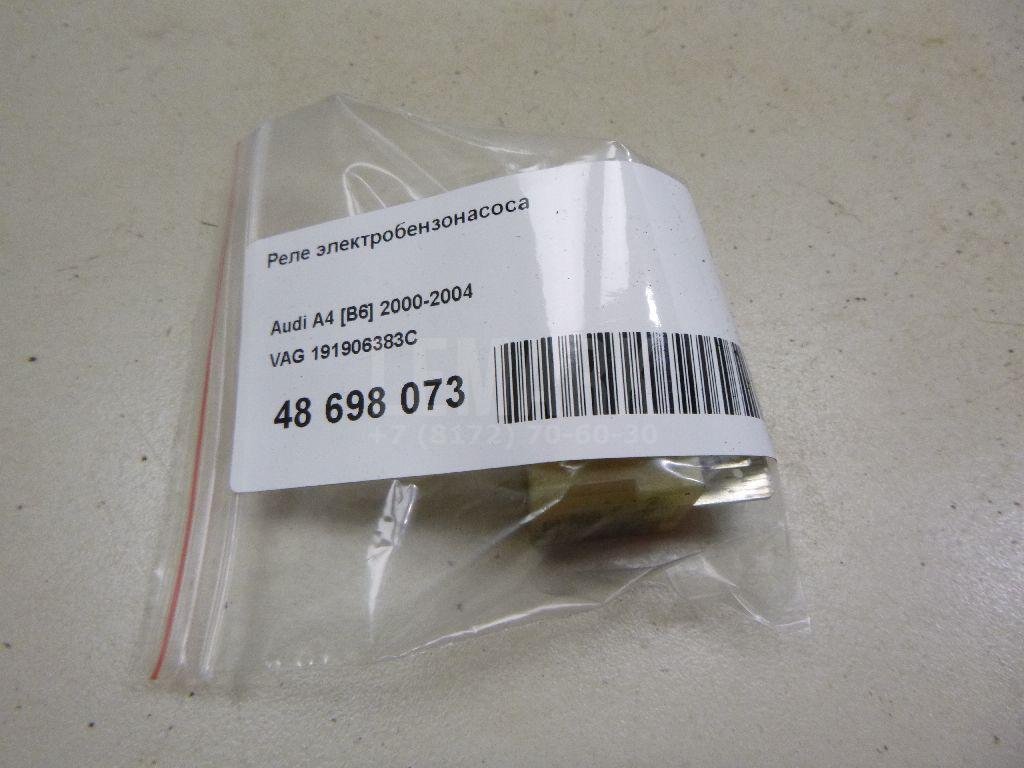 Реле электробензонасоса
Audi A4 [B6] 2000-2004
VAG 191906383C
48 698 073
+7 (8172) 70-60-30